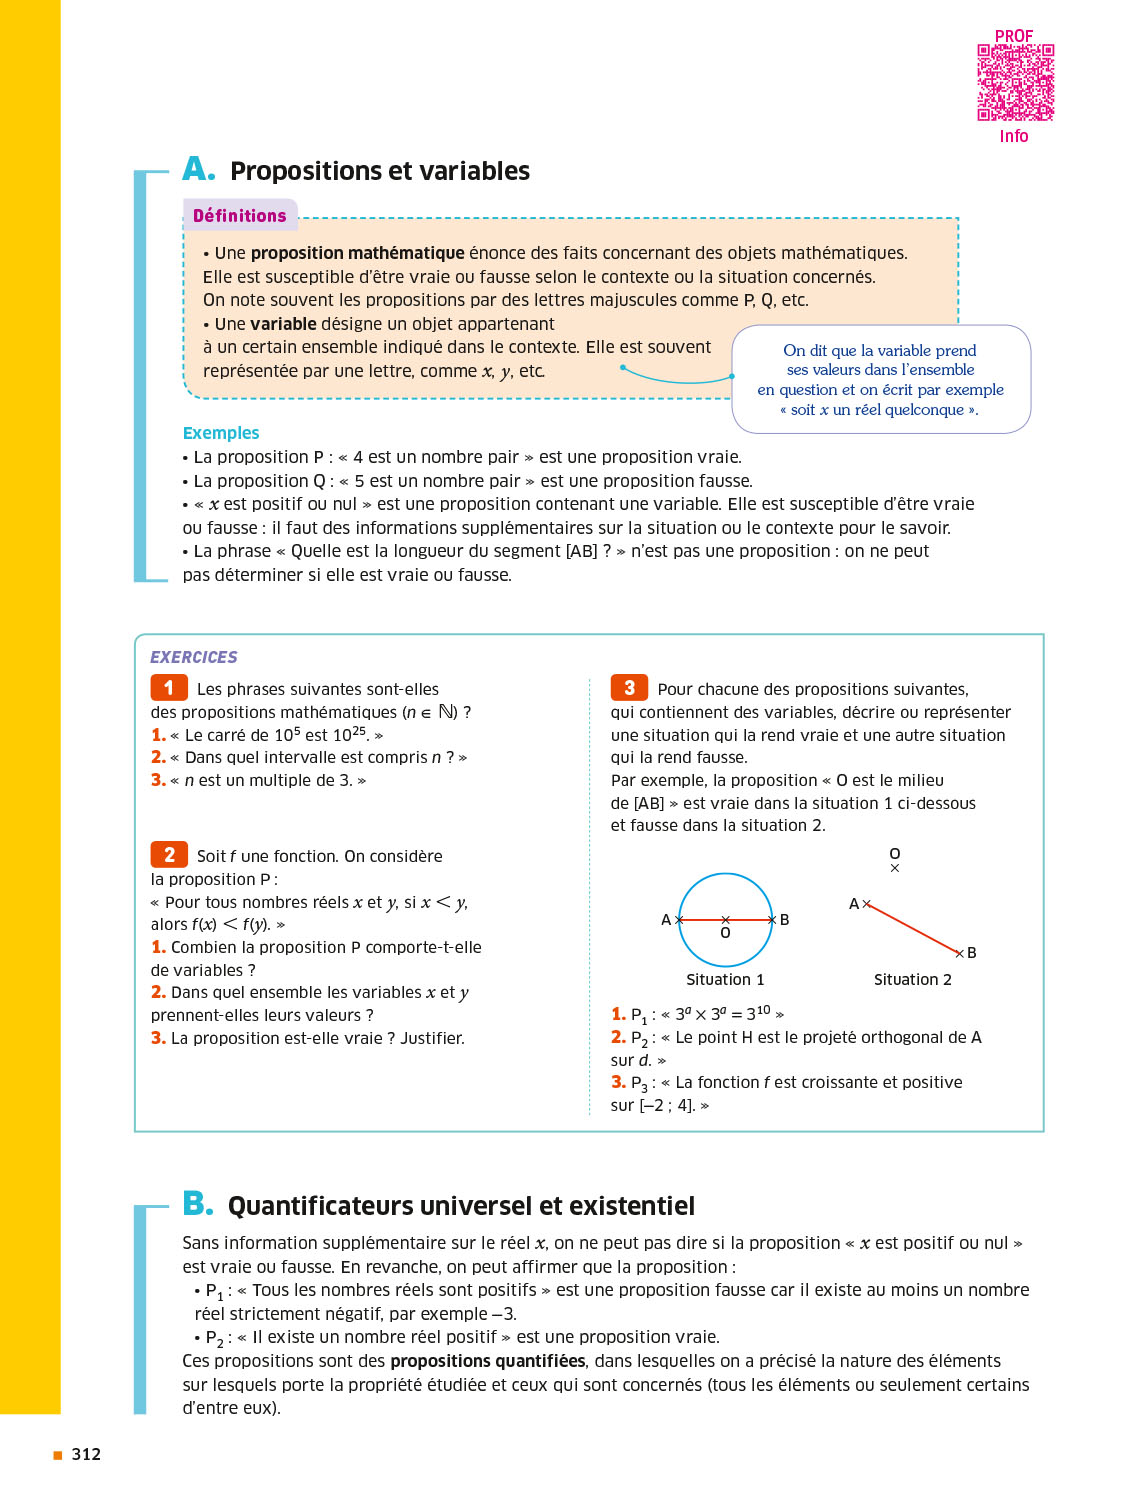 PROF
Info
A. Propositions et variables
Définitions
• Une proposition mathématique énonce des faits concernant des objets mathématiques.
Elle est susceptible d'être vraie ou fausse selon le contexte ou la situation concernés.
On note souvent les propositions par des lettres majuscules comme P, Q, etc.
• Une variable désigne un objet appartenant
à un certain ensemble indiqué dans le contexte. Elle est souvent
représentée par une lettre, comme x, y, etc.
On dit que la variable prend
ses valeurs dans l'ensemble
en question et on écrit par exemple
« soit x un réel quelconque ».
Exemples
• La proposition P : « 4 est un nombre pair » est une proposition vraie.
• La proposition Q : « 5 est un nombre pair » est une proposition fausse.
• « x est positif ou nul » est une proposition contenant une variable. Elle est susceptible d'être vraie
ou fausse : il faut des informations supplémentaires sur la situation ou le contexte pour le savoir.
• La phrase « Quelle est la longueur du segment [AB] ? » n'est pas une proposition : on ne peut
pas déterminer si elle est vraie ou fausse.
EXERCICES
1 Les phrases suivantes sont-elles
des propositions mathématiques (n ∈ ℕ) ?
1. « Le carré de 10⁵ est 10²⁵. »
2. « Dans quel intervalle est compris n ? »
3. « n est un multiple de 3. »
2 Soit f une fonction. On considère
la proposition P :
« Pour tous nombres réels x et y, si x < y,
alors f(x) < f(y). »
1. Combien la proposition P comporte-t-elle
de variables ?
2. Dans quel ensemble les variables x et y
prennent-elles leurs valeurs ?
3. La proposition est-elle vraie ? Justifier.
3 Pour chacune des propositions suivantes,
qui contiennent des variables, décrire ou représenter
une situation qui la rend vraie et une autre situation
qui la rend fausse.
Par exemple, la proposition « O est le milieu
de [AB] » est vraie dans la situation 1 ci-dessous
et fausse dans la situation 2.
A O B
Situation 1
O
A
B
Situation 2
1. P₁ : « 3ᵃ × 3ᵃ = 3¹⁰ »
2. P₂ : « Le point H est le projeté orthogonal de A
sur d. »
3. P₃ : « La fonction f est croissante et positive
sur [–2 ; 4]. »
B. Quantificateurs universel et existentiel
Sans information supplémentaire sur le réel x, on ne peut pas dire si la proposition « x est positif ou nul »
est vraie ou fausse. En revanche, on peut affirmer que la proposition :
• P₁ : « Tous les nombres réels sont positifs » est une proposition fausse car il existe au moins un nombre
réel strictement négatif, par exemple –3.
• P₂ : « Il existe un nombre réel positif » est une proposition vraie.
Ces propositions sont des propositions quantifiées, dans lesquelles on a précisé la nature des éléments
sur lesquels porte la propriété étudiée et ceux qui sont concernés (tous les éléments ou seulement certains
d'entre eux).
312